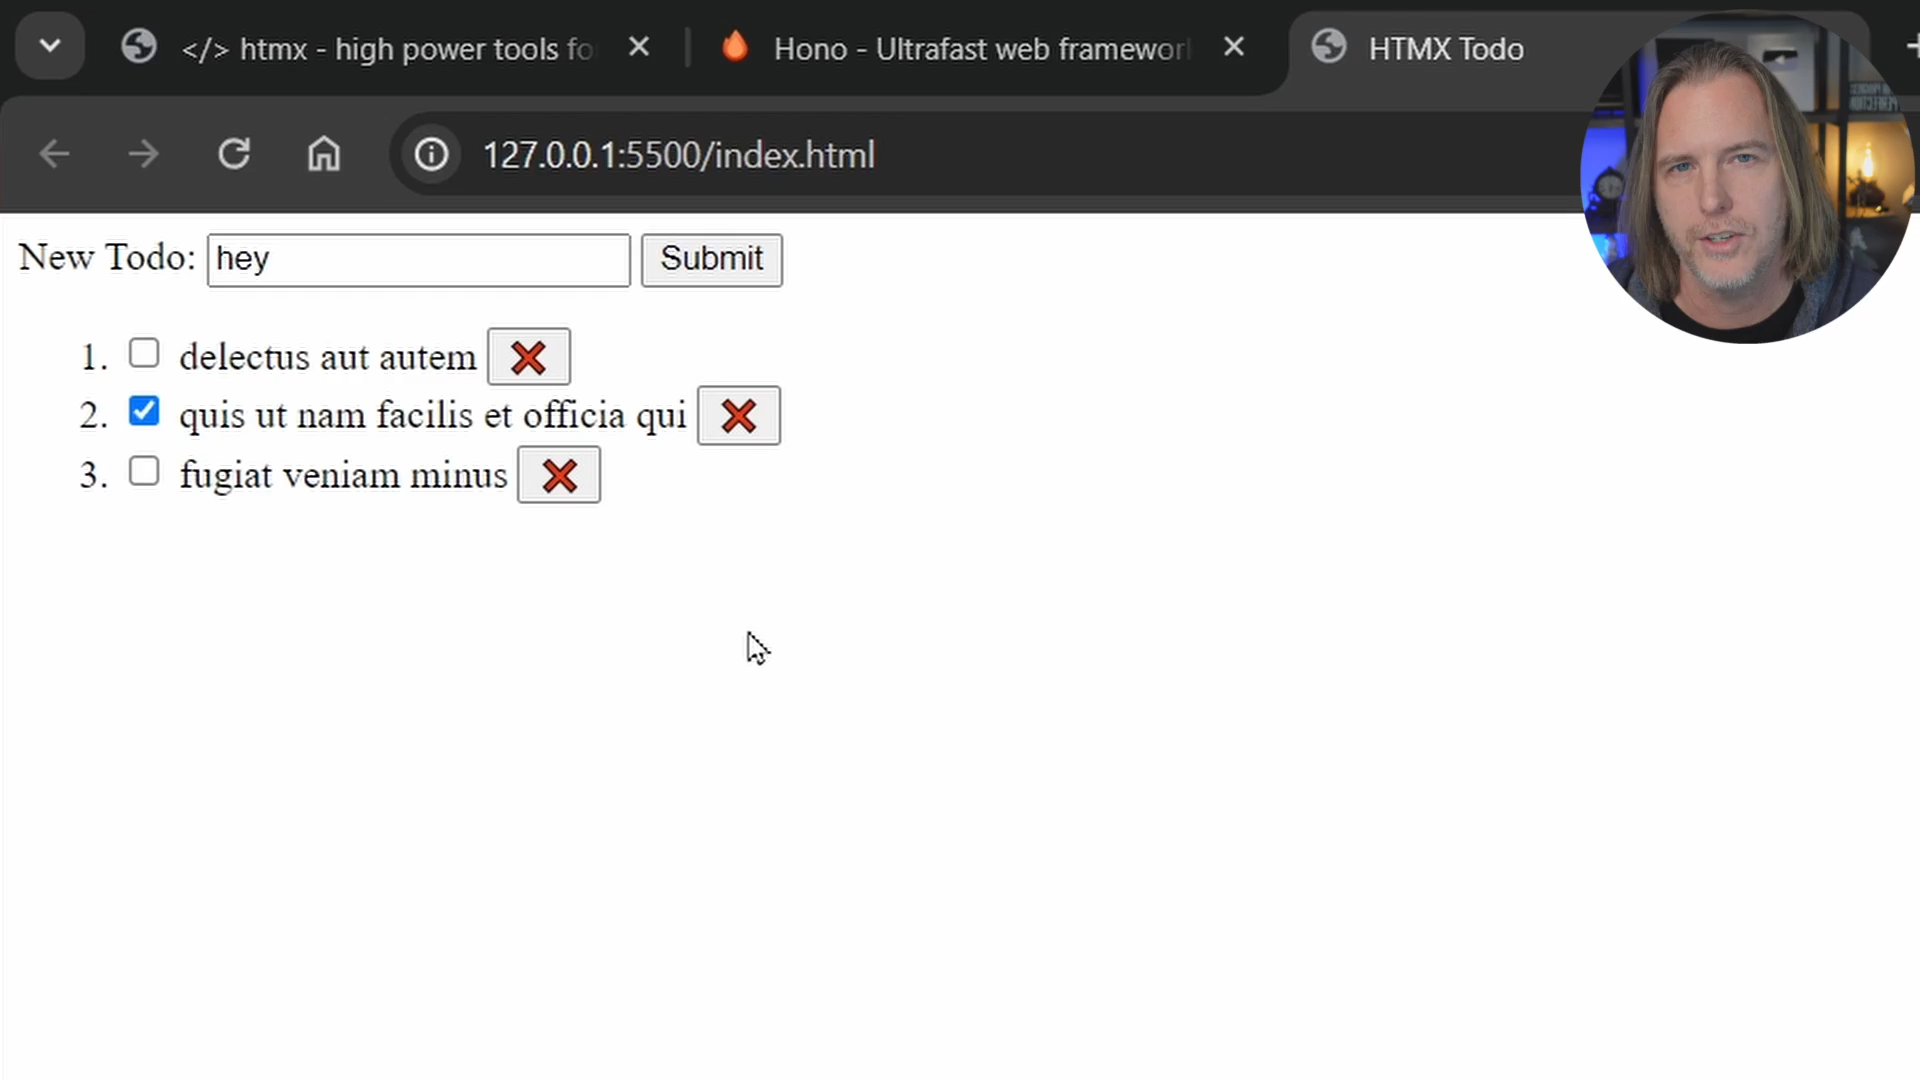 </> htmx - high power tools fo
Hono - Ultrafast web framewor
HTMX Todo
127.0.0.1:5500/index.html
New Todo: hey Submit
1. delectus aut autem
2. quis ut nam facilis et officia qui
3. fugiat veniam minus